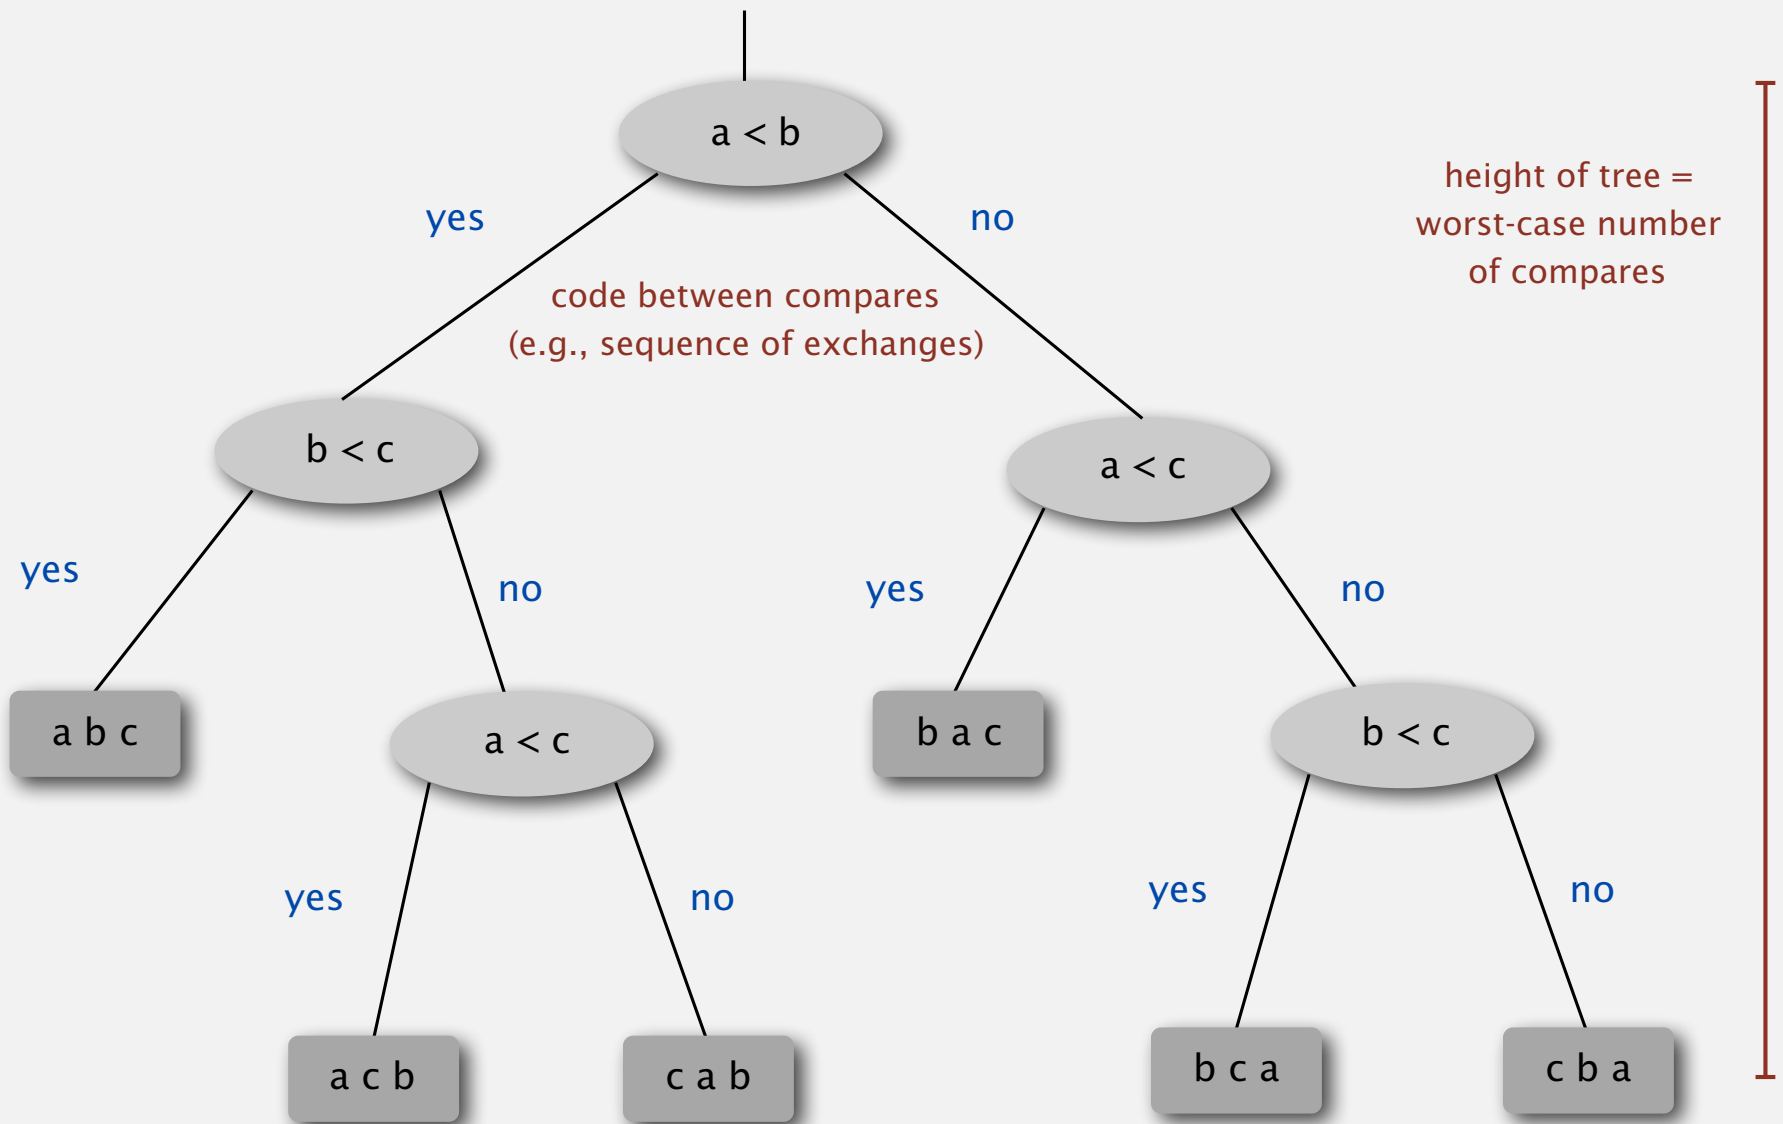 a < b
height of tree =
worst-case number
of compares
yes
no
code between compares
(e.g., sequence of exchanges)
b < c
a < c
yes
no
yes
no
a b c
a < c
b a c
b < c
yes
no
yes
no
a c b
c a b
b c a
c b a